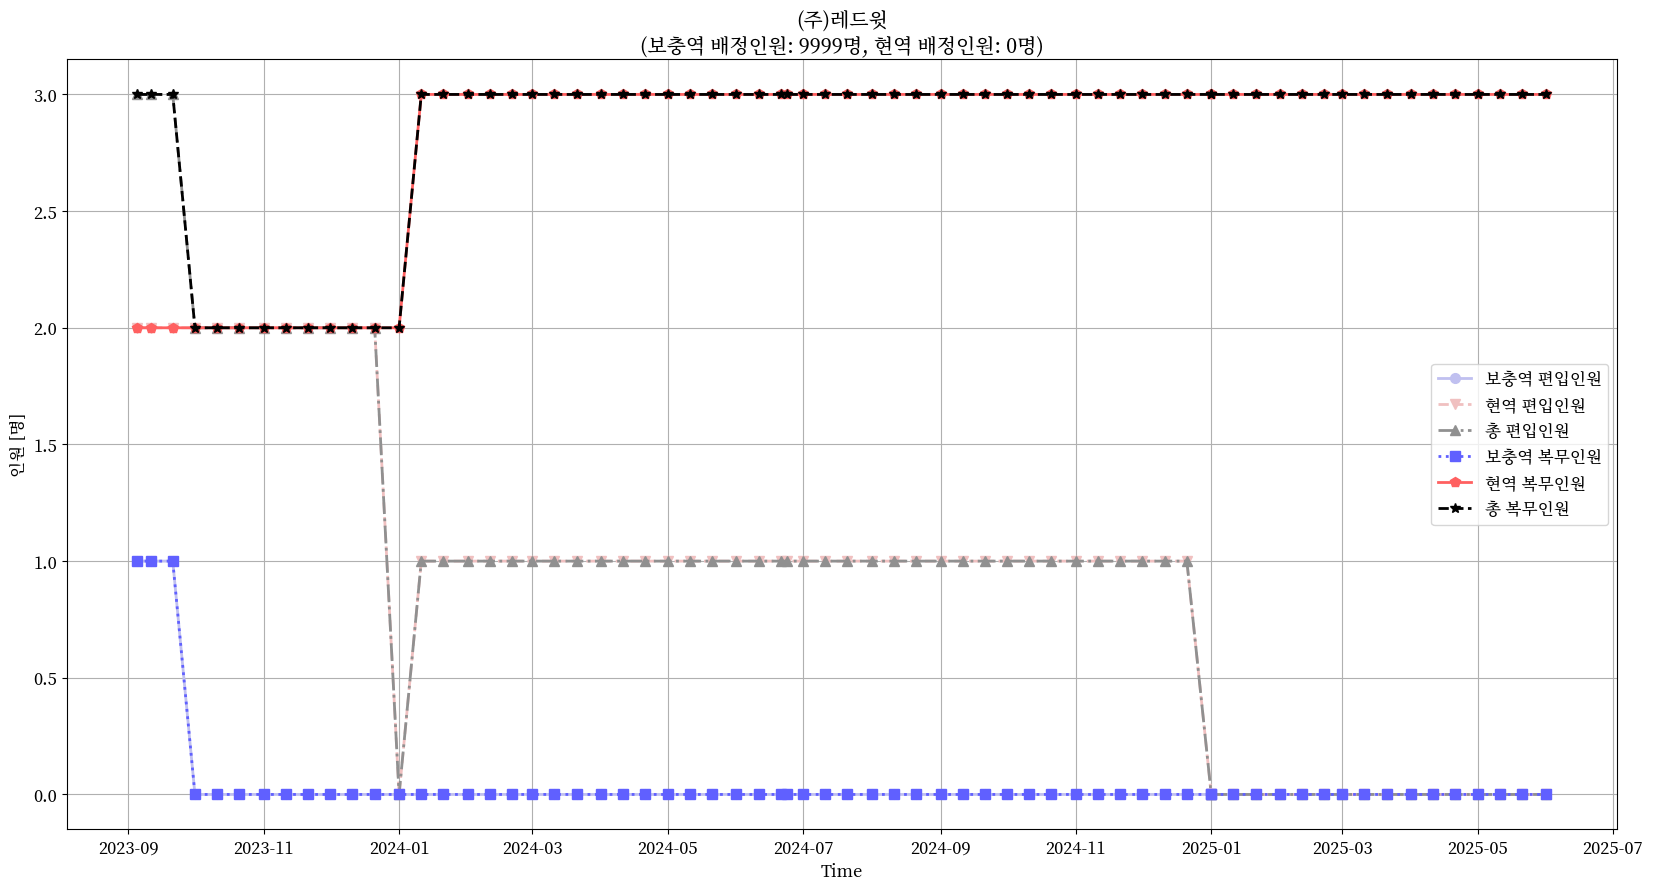 (주)레드윗
(보충역 배정인원: 9999명, 현역 배정인원: 0명)
3.0
2.5
2.0
1.5
1.0
0.5
0.0
인원 [명]
보충역 편입인원
현역 편입인원
총 편입인원
보충역 복무인원
현역 복무인원
총 복무인원
2023-09
2023-11
2024-01
2024-03
2024-05
2024-07
2024-09
2024-11
2025-01
2025-03
2025-05
2025-07
Time